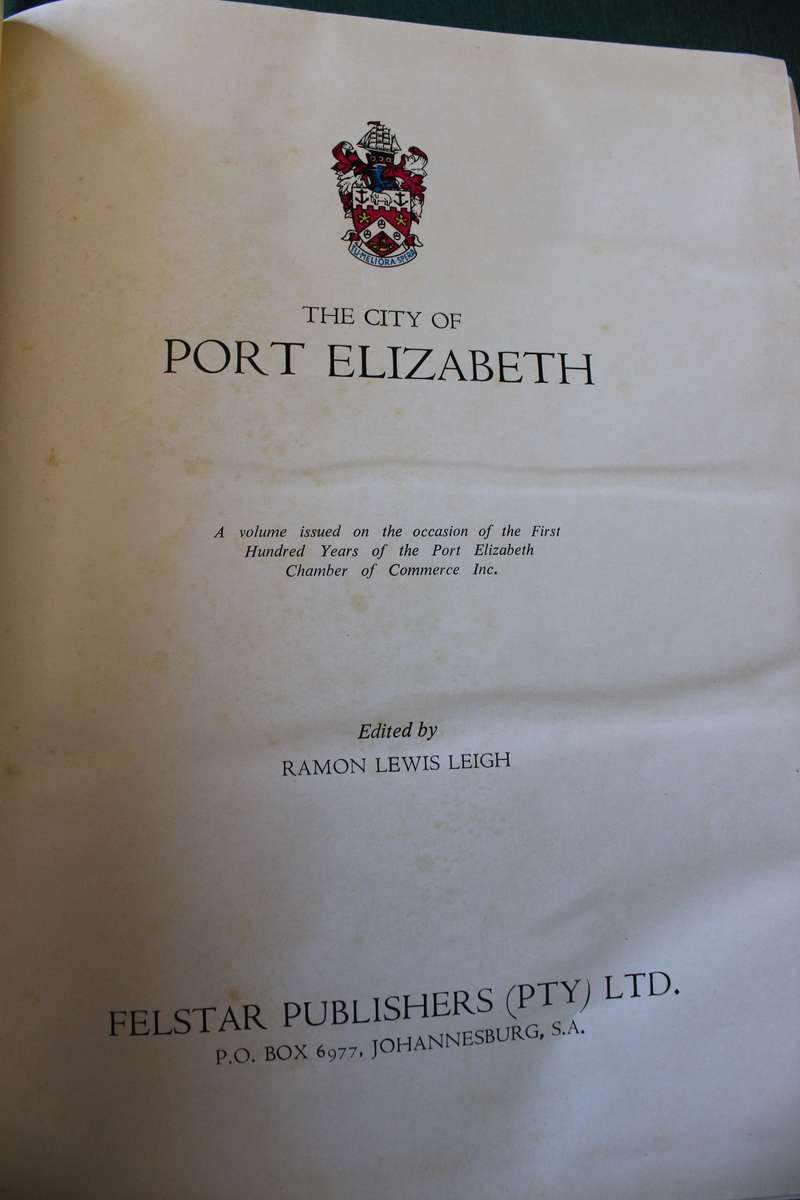 TU MELIORA SPERA
THE CITY OF
PORT ELIZABETH
A volume issued on the occasion of the First
Hundred Years of the Port Elizabeth
Chamber of Commerce Inc.
Edited by
RAMON LEWIS LEIGH
FELSTAR PUBLISHERS (PTY) LTD.
P.O. BOX 6977, JOHANNESBURG, S.A.